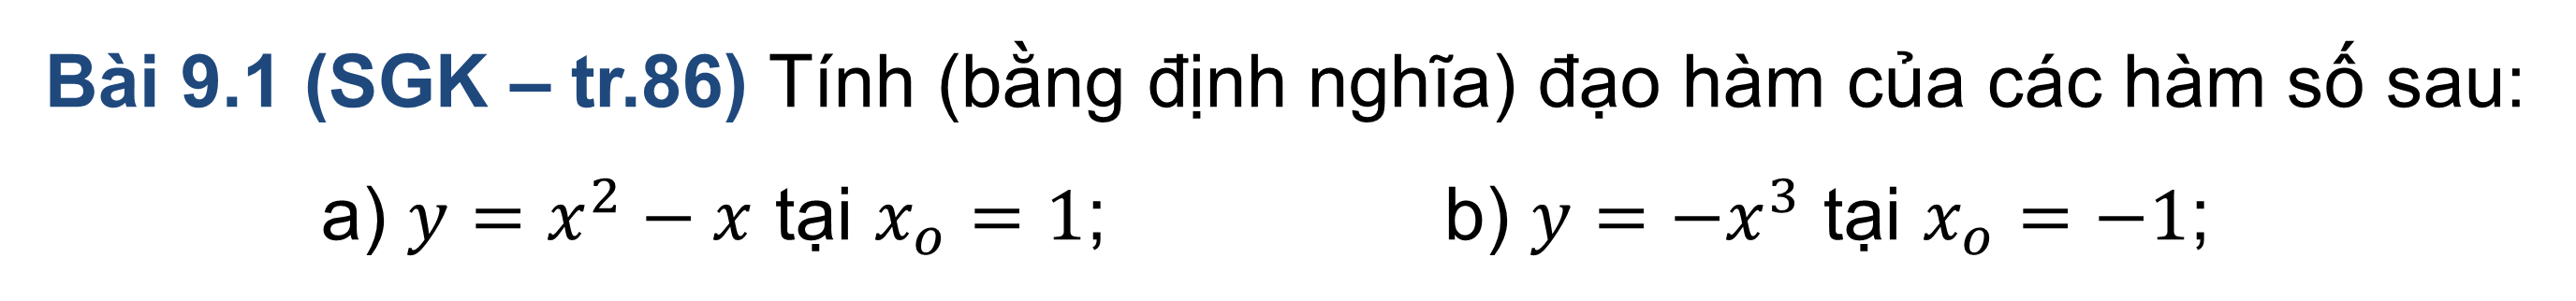 Bài 9.1 (SGK – tr.86) Tính (bằng định nghĩa) đạo hàm của các hàm số sau:
a) y = x² − x tại xₒ = 1; b) y = −x³ tại xₒ = −1;